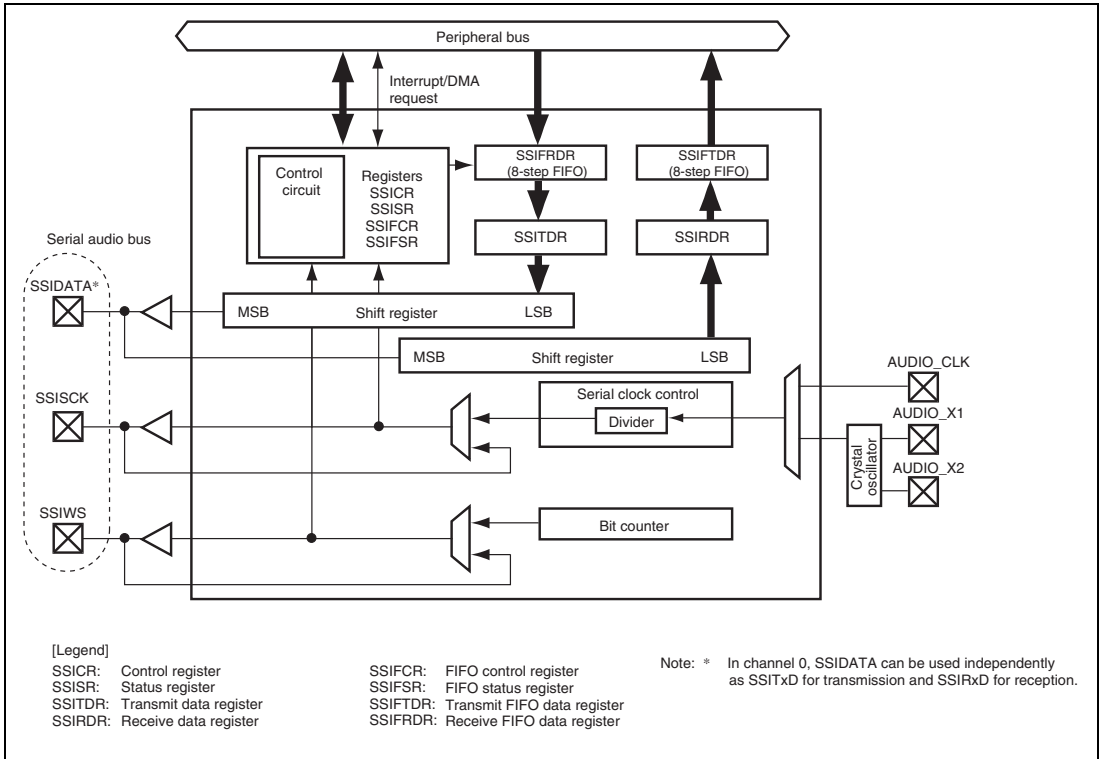 Peripheral bus
Interrupt/DMA
request
SSIFRDR
(8-step FIFO)
SSIFTDR
(8-step FIFO)
Control
circuit
Registers
SSICR
SSISR
SSIFCR
SSIFSR
SSITDR
SSIRDR
Serial audio bus
SSIDATA*
MSB Shift register LSB
MSB Shift register LSB
AUDIO_CLK
Serial clock control
Divider
SSISCK
AUDIO_X1
Crystal
oscillator
AUDIO_X2
SSIWS
Bit counter
[Legend]
SSICR: Control register
SSISR: Status register
SSITDR: Transmit data register
SSIRDR: Receive data register
SSIFCR: FIFO control register
SSIFSR: FIFO status register
SSIFTDR: Transmit FIFO data register
SSIFRDR: Receive FIFO data register
Note: * In channel 0, SSIDATA can be used independently
as SSITxD for transmission and SSIRxD for reception.